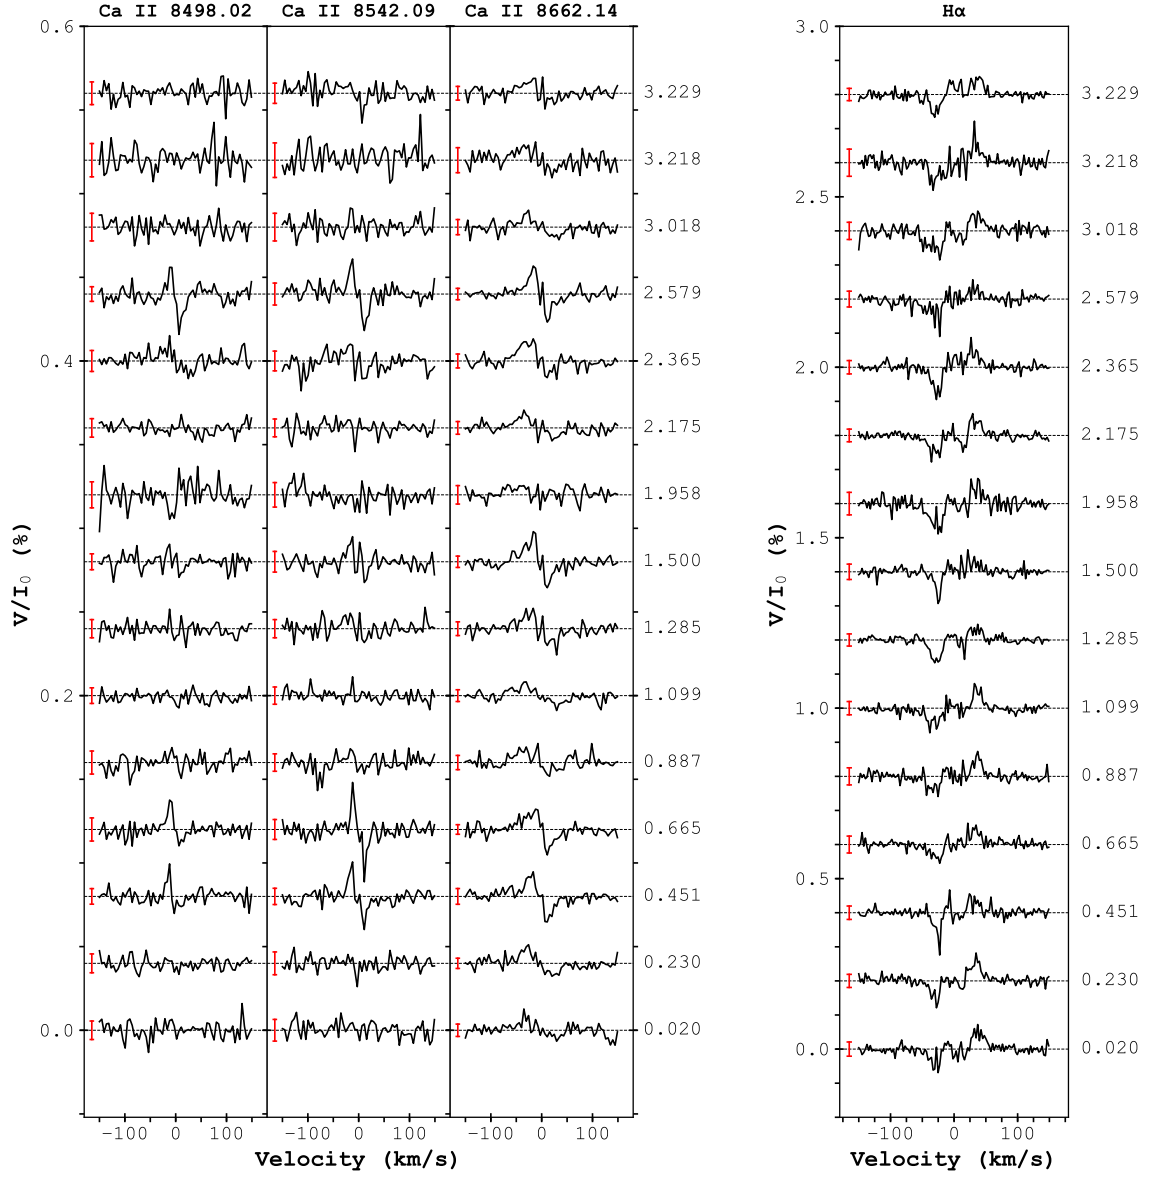 Ca II 8498.02 Ca II 8542.09 Ca II 8662.14 Hα
0.6 3.0
3.229 3.229
3.218 3.218
2.5
3.018 3.018
2.579 2.579
0.4 2.365 2.0 2.365
2.175 2.175
1.958 1.958
1.5
1.500 1.500
V/I₀ (%) V/I₀ (%)
1.285 1.285
0.2 1.099 1.0 1.099
0.887 0.887
0.665 0.665
0.5
0.451 0.451
0.230 0.230
0.0 0.020 0.0 0.020
−100 0 100 −100 0 100 −100 0 100 −100 0 100
Velocity (km/s) Velocity (km/s)